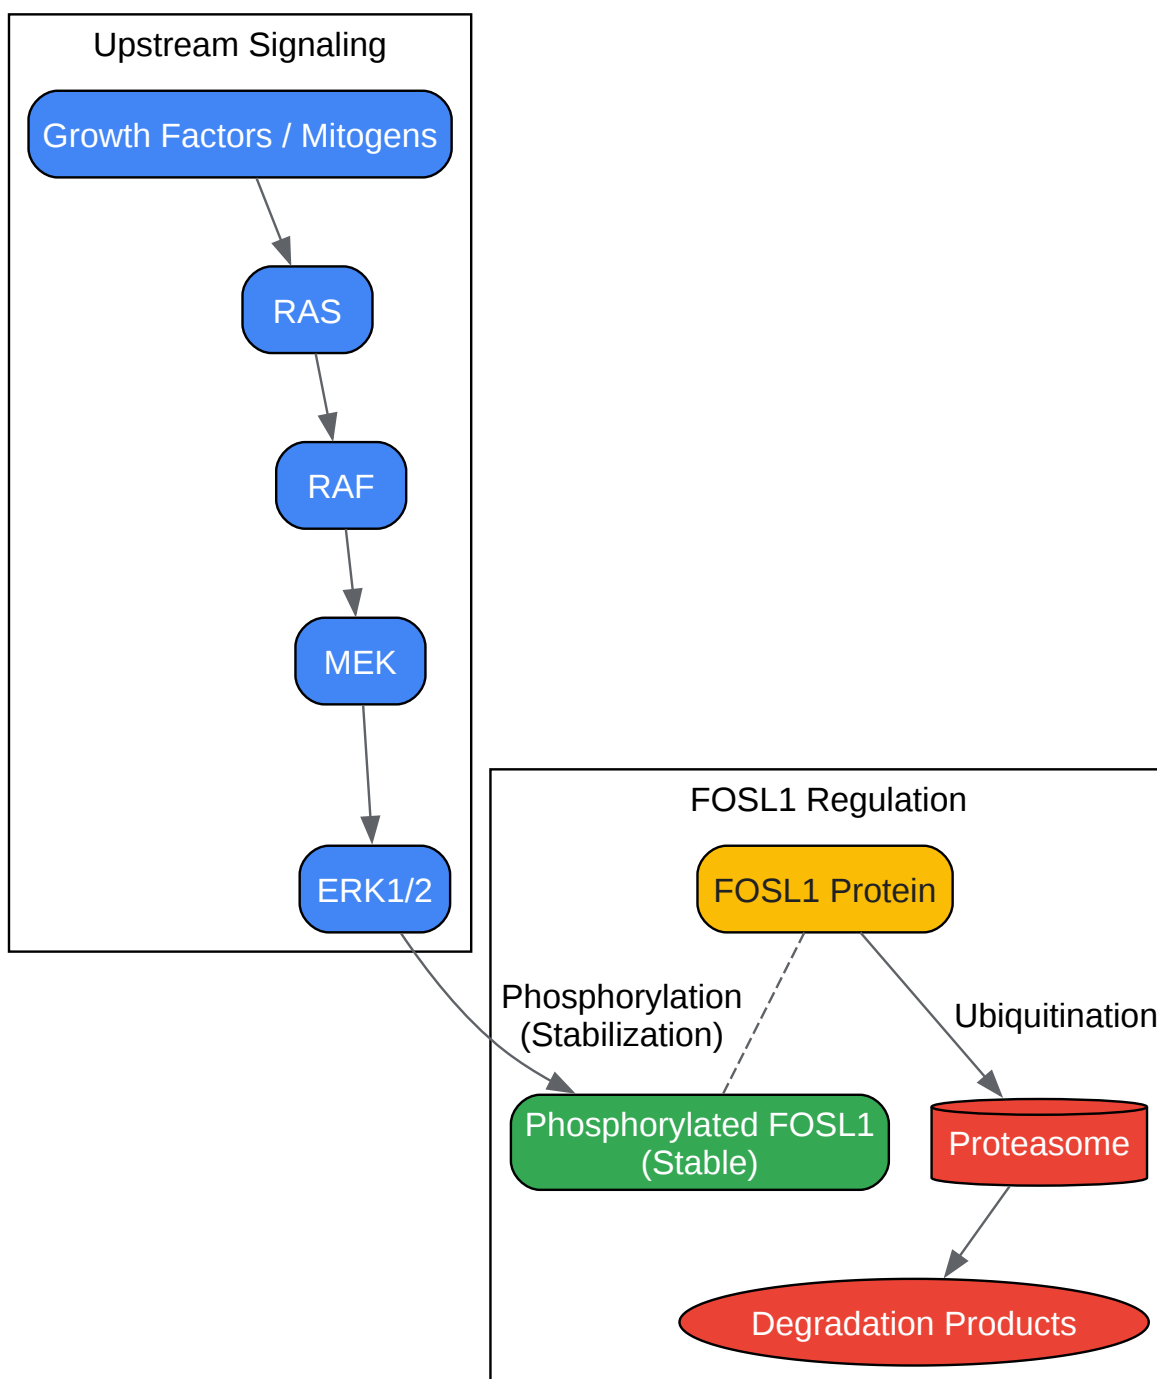 Upstream Signaling
Growth Factors / Mitogens
RAS
RAF
MEK
ERK1/2
FOSL1 Regulation
FOSL1 Protein
Phosphorylation
(Stabilization)
Ubiquitination
Phosphorylated FOSL1
(Stable)
Proteasome
Degradation Products